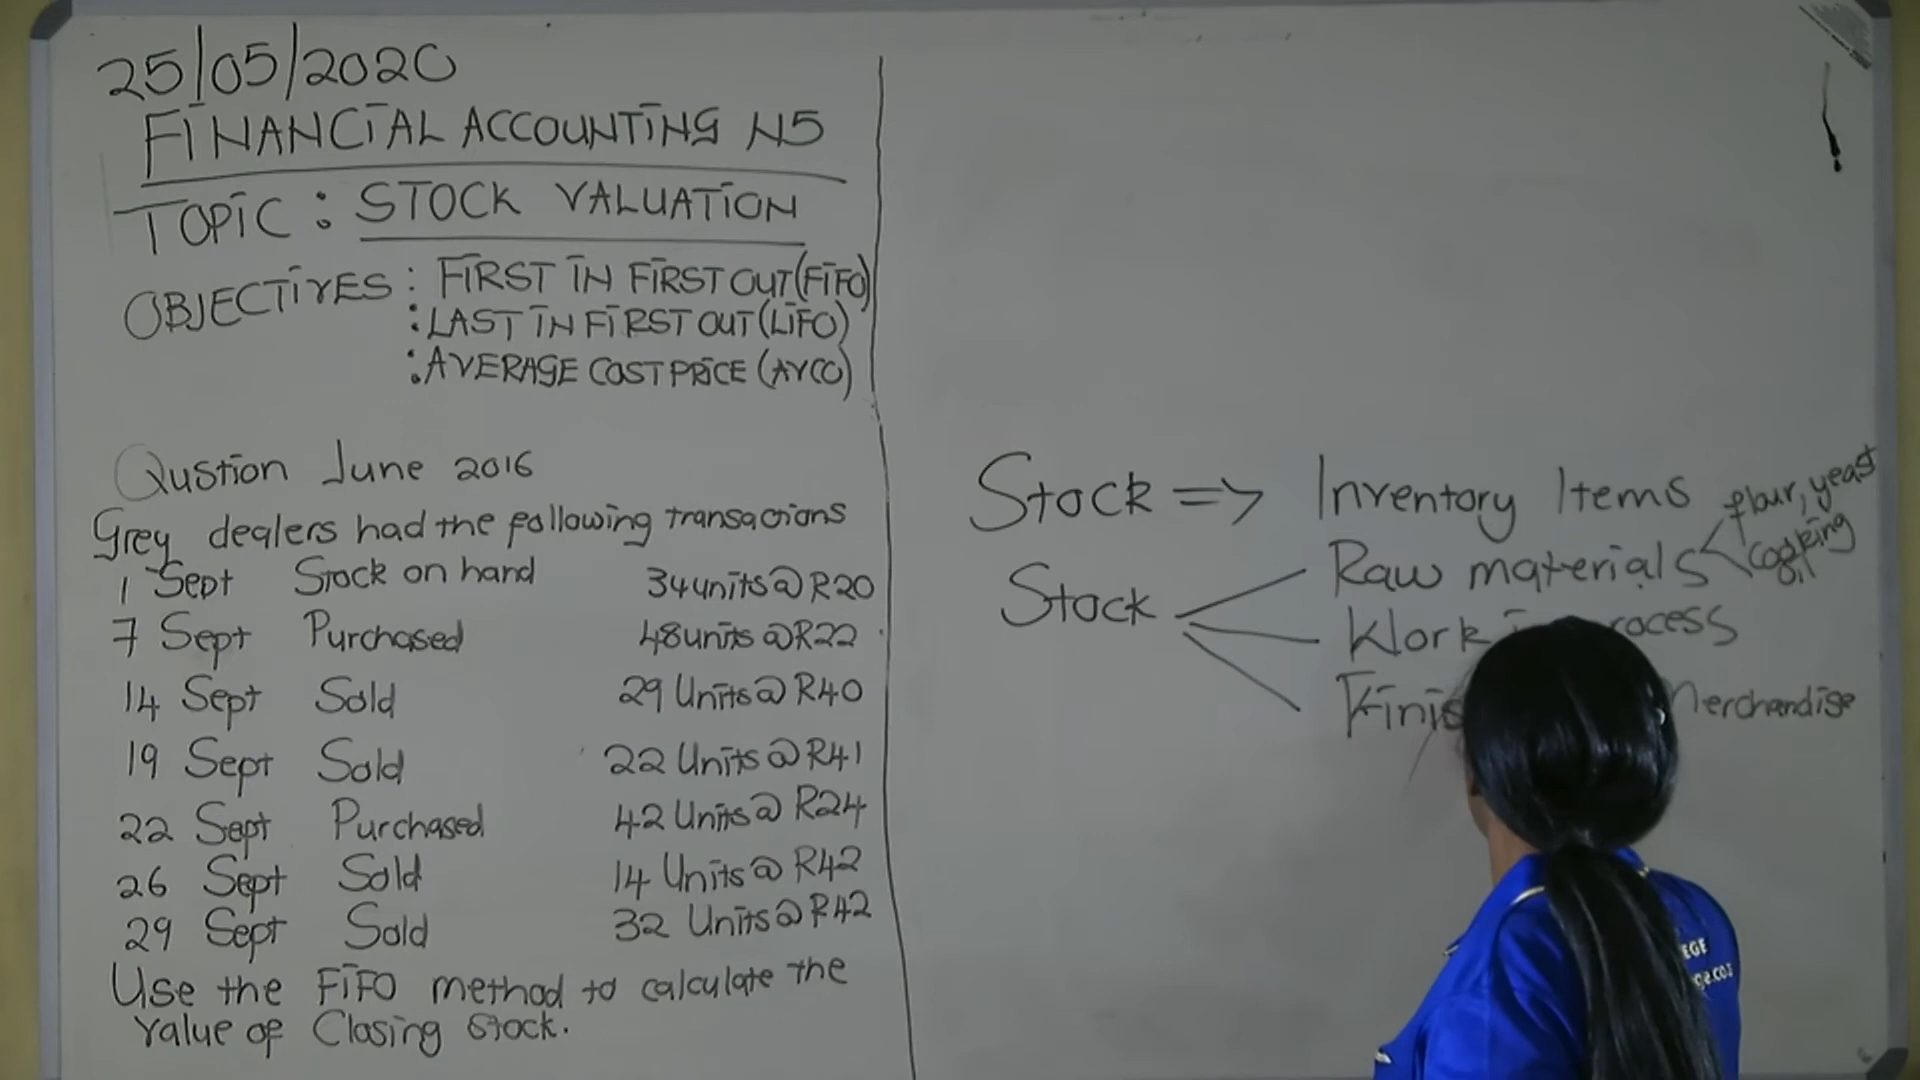 25/05/2020
FINANCIAL ACCOUNTING N5
TOPIC : STOCK VALUATION
OBJECTIVES : FIRST IN FIRST OUT (FIFO)
: LAST IN FIRST OUT (LIFO)
: AVERAGE COST PRICE (AVCO)
Qustion June 2016
Grey dealers had the following transactions
1 Sept Stock on hand 34 units @ R20
7 Sept Purchased 48 units @ R22
14 Sept Sold 29 Units @ R40
19 Sept Sold 22 Units @ R41
22 Sept Purchased 42 Units @ R24
26 Sept Sold 14 Units @ R42
29 Sept Sold 32 Units @ R42
Use the FIFO method to calculate the
value of Closing Stock.
Stock => Inventory Items
Stock
Raw materials
flour, yeast
cooking
oil
Work
Merchandise